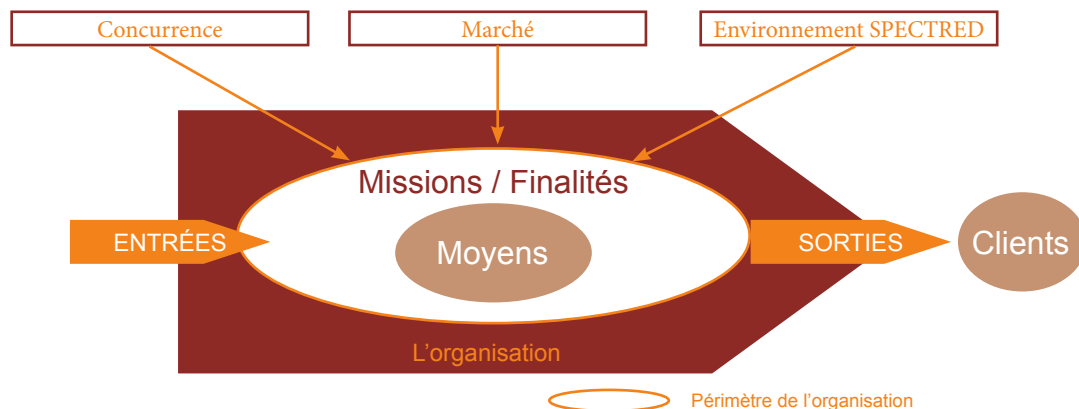 Concurrence
Marché
Environnement SPECTRED
Missions / Finalités
ENTRÉES
Moyens
SORTIES
Clients
L’organisation
Périmètre de l’organisation